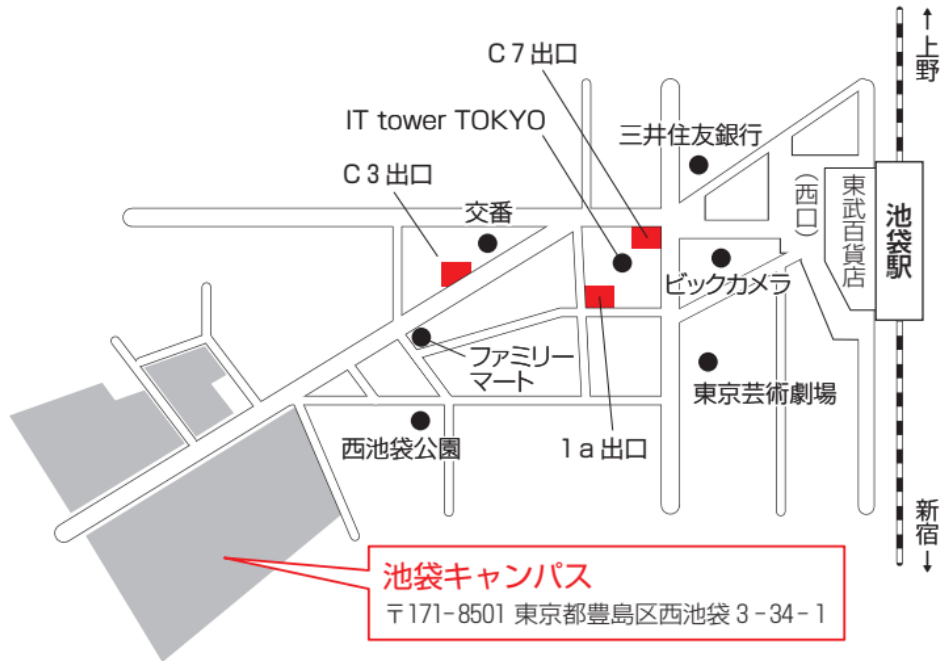 ↑
上野
C7出口
IT tower TOKYO
三井住友銀行
C3出口
交番
(西口)
東武百貨店
池袋駅
ビックカメラ
ファミリー
マート
東京芸術劇場
西池袋公園
1a出口
新宿
↓
池袋キャンパス
〒171-8501 東京都豊島区西池袋3-34-1